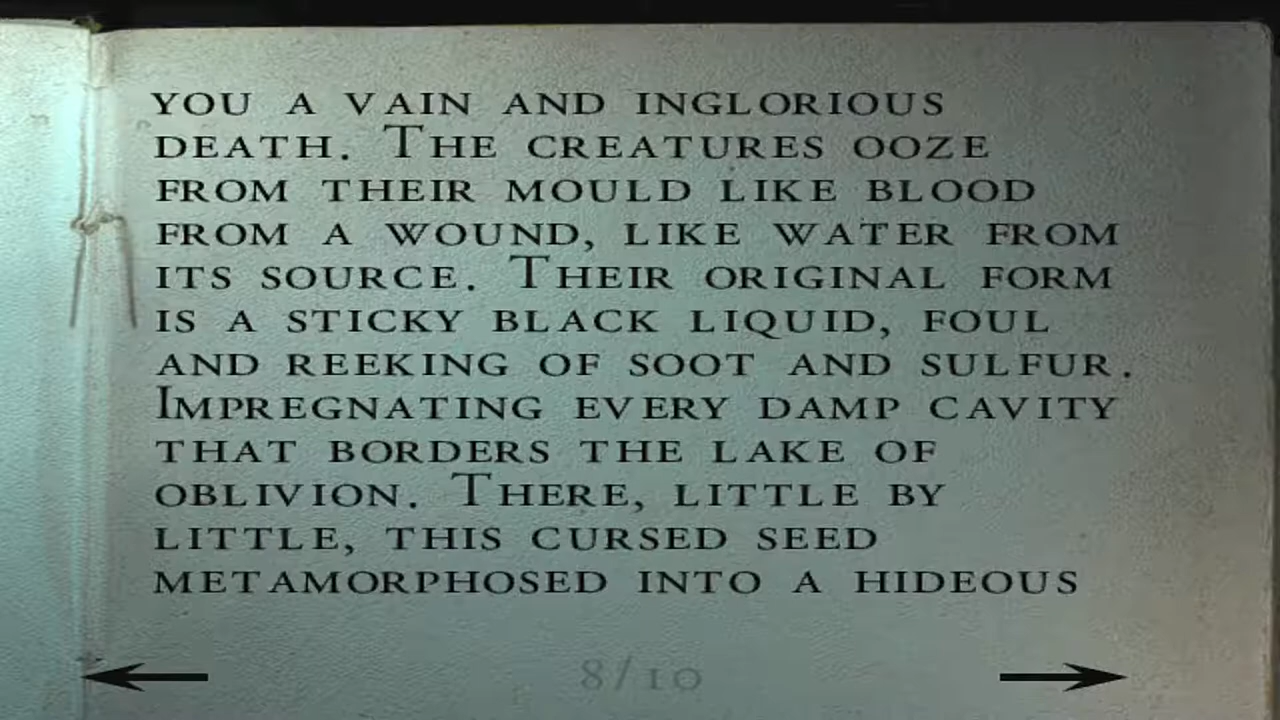 YOU A VAIN AND INGLORIOUS
DEATH. THE CREATURES OOZE
FROM THEIR MOULD LIKE BLOOD
FROM A WOUND, LIKE WATER FROM
ITS SOURCE. THEIR ORIGINAL FORM
IS A STICKY BLACK LIQUID, FOUL
AND REEKING OF SOOT AND SULFUR.
IMPREGNATING EVERY DAMP CAVITY
THAT BORDERS THE LAKE OF
OBLIVION. THERE, LITTLE BY
LITTLE, THIS CURSED SEED
METAMORPHOSED INTO A HIDEOUS
8/10